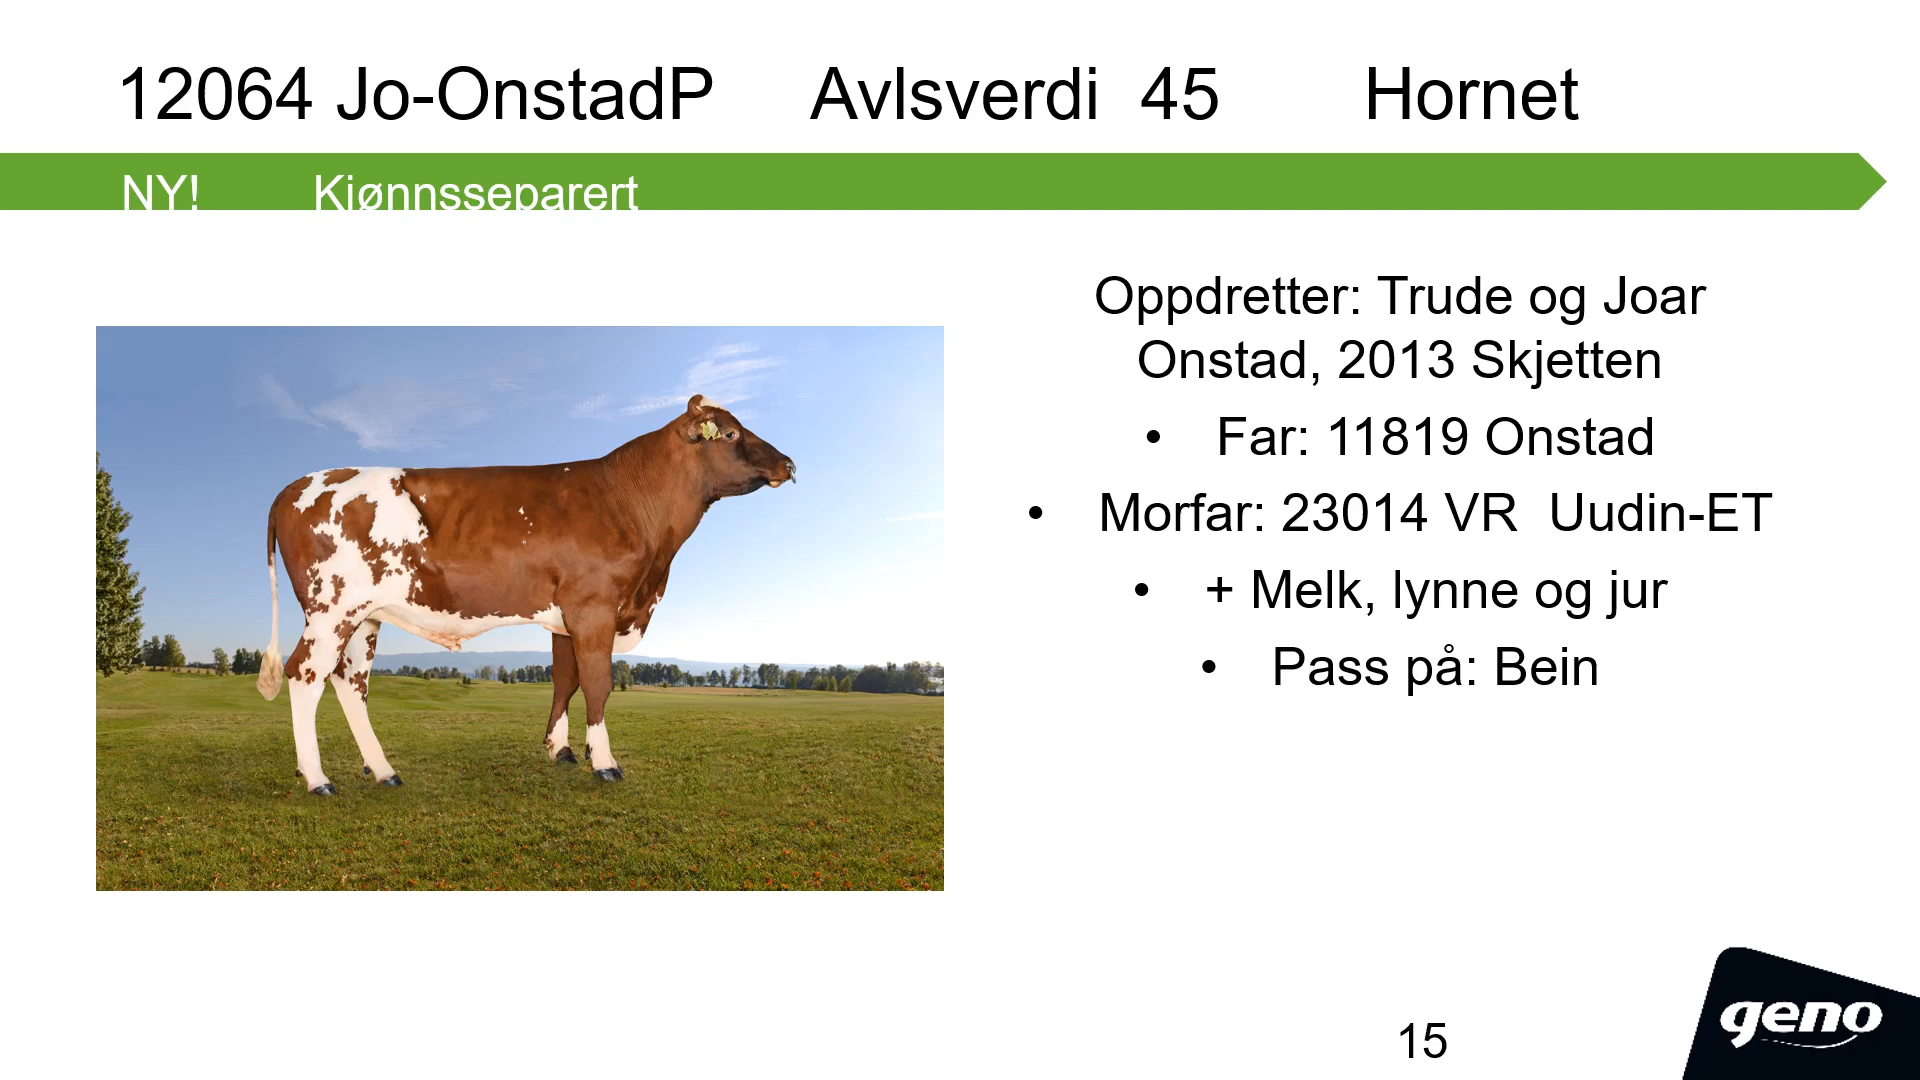 12064 Jo-OnstadP Avlsverdi 45 Hornet
NY! Kjønnsseparert
Oppdretter: Trude og Joar
Onstad, 2013 Skjetten
• Far: 11819 Onstad
• Morfar: 23014 VR Uudin-ET
• + Melk, lynne og jur
• Pass på: Bein
geno
15